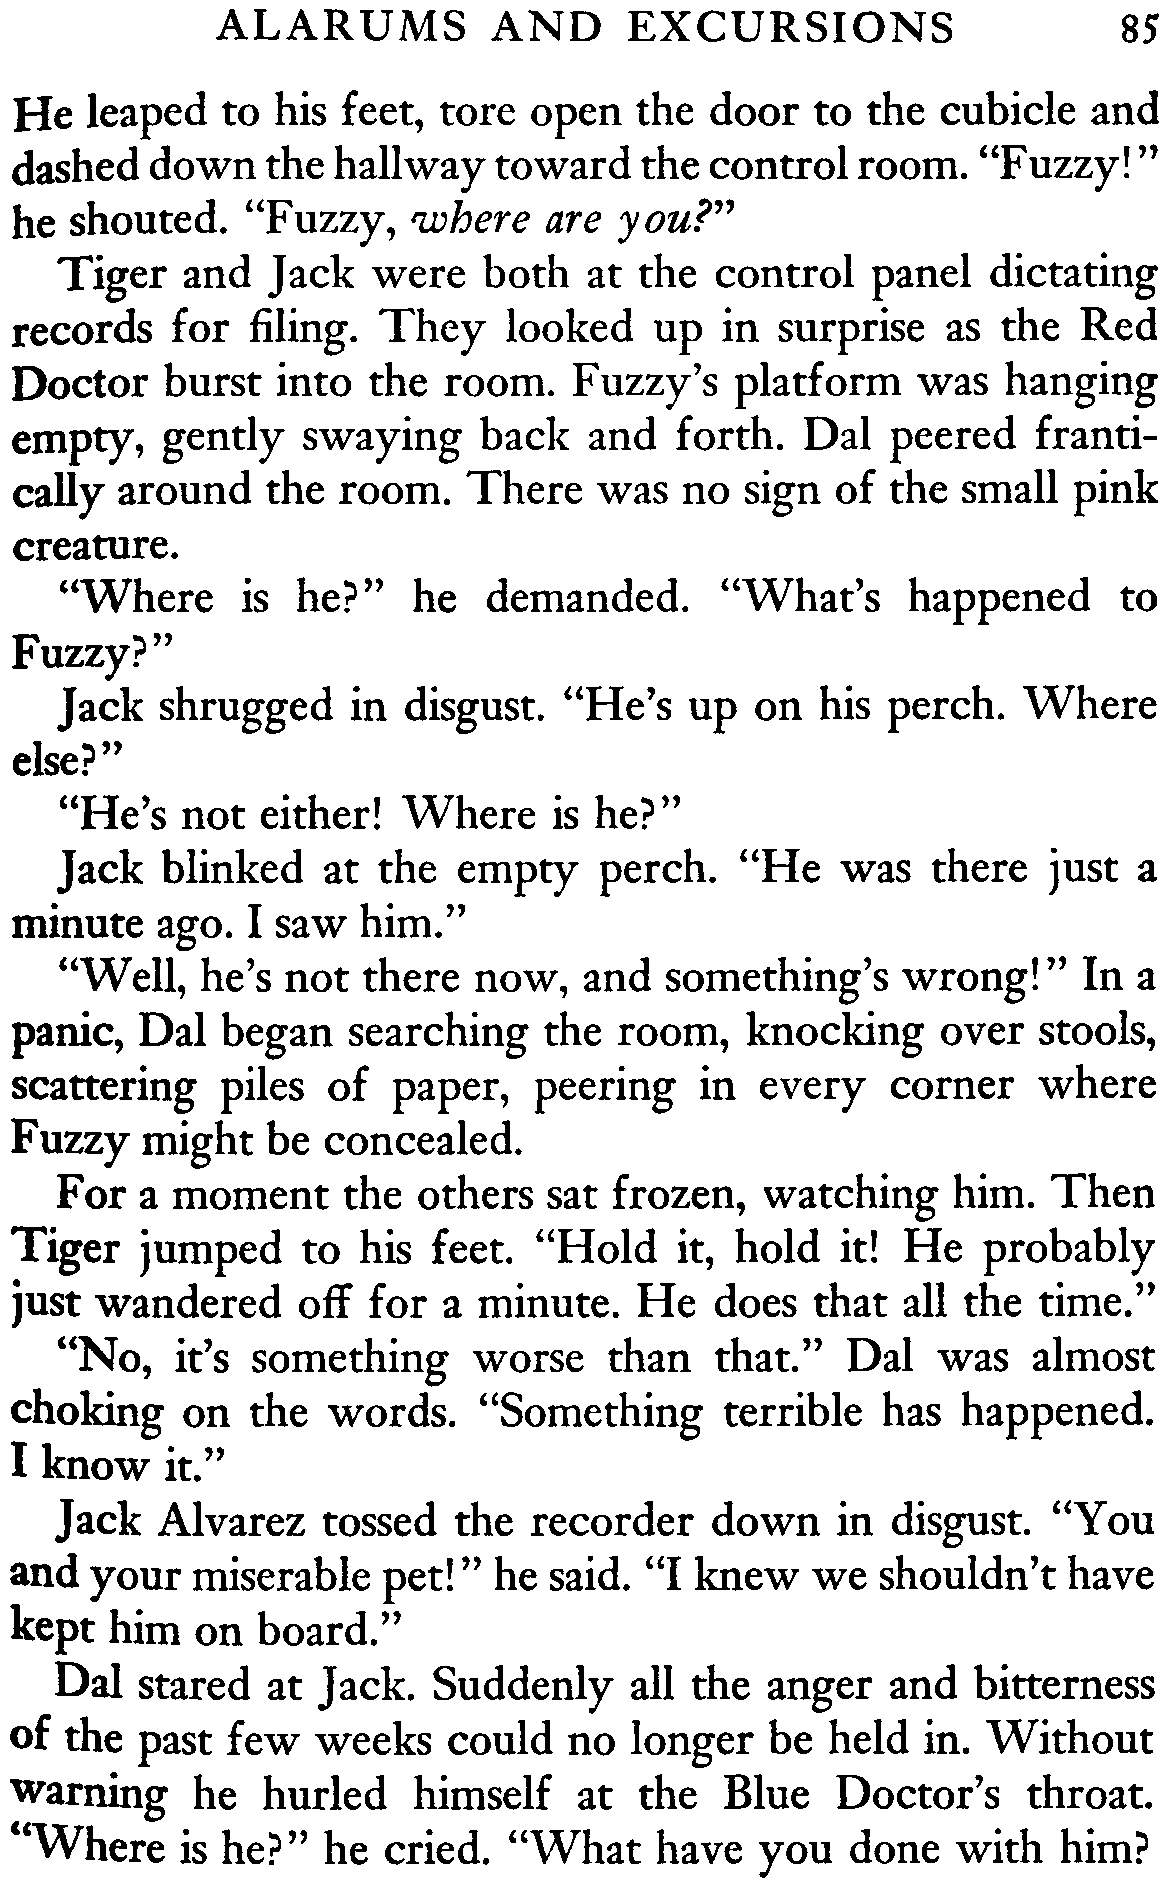 ALARUMS AND EXCURSIONS 85
He leaped to his feet, tore open the door to the cubicle and
dashed down the hallway toward the control room. “Fuzzy!”
he shouted. “Fuzzy, where are you?”
Tiger and Jack were both at the control panel dictating
records for filing. They looked up in surprise as the Red
Doctor burst into the room. Fuzzy’s platform was hanging
empty, gently swaying back and forth. Dal peered franti-
cally around the room. There was no sign of the small pink
creature.
“Where is he?” he demanded. “What’s happened to
Fuzzy?”
Jack shrugged in disgust. “He’s up on his perch. Where
else?”
“He’s not either! Where is he?”
Jack blinked at the empty perch. “He was there just a
minute ago. I saw him.”
“Well, he’s not there now, and something’s wrong!” In a
panic, Dal began searching the room, knocking over stools,
scattering piles of paper, peering in every corner where
Fuzzy might be concealed.
For a moment the others sat frozen, watching him. Then
Tiger jumped to his feet. “Hold it, hold it! He probably
just wandered off for a minute. He does that all the time.”
“No, it’s something worse than that.” Dal was almost
choking on the words. “Something terrible has happened.
I know it.”
Jack Alvarez tossed the recorder down in disgust. “You
and your miserable pet!” he said. “I knew we shouldn’t have
kept him on board.”
Dal stared at Jack. Suddenly all the anger and bitterness
of the past few weeks could no longer be held in. Without
warning he hurled himself at the Blue Doctor’s throat.
“Where is he?” he cried. “What have you done with him?